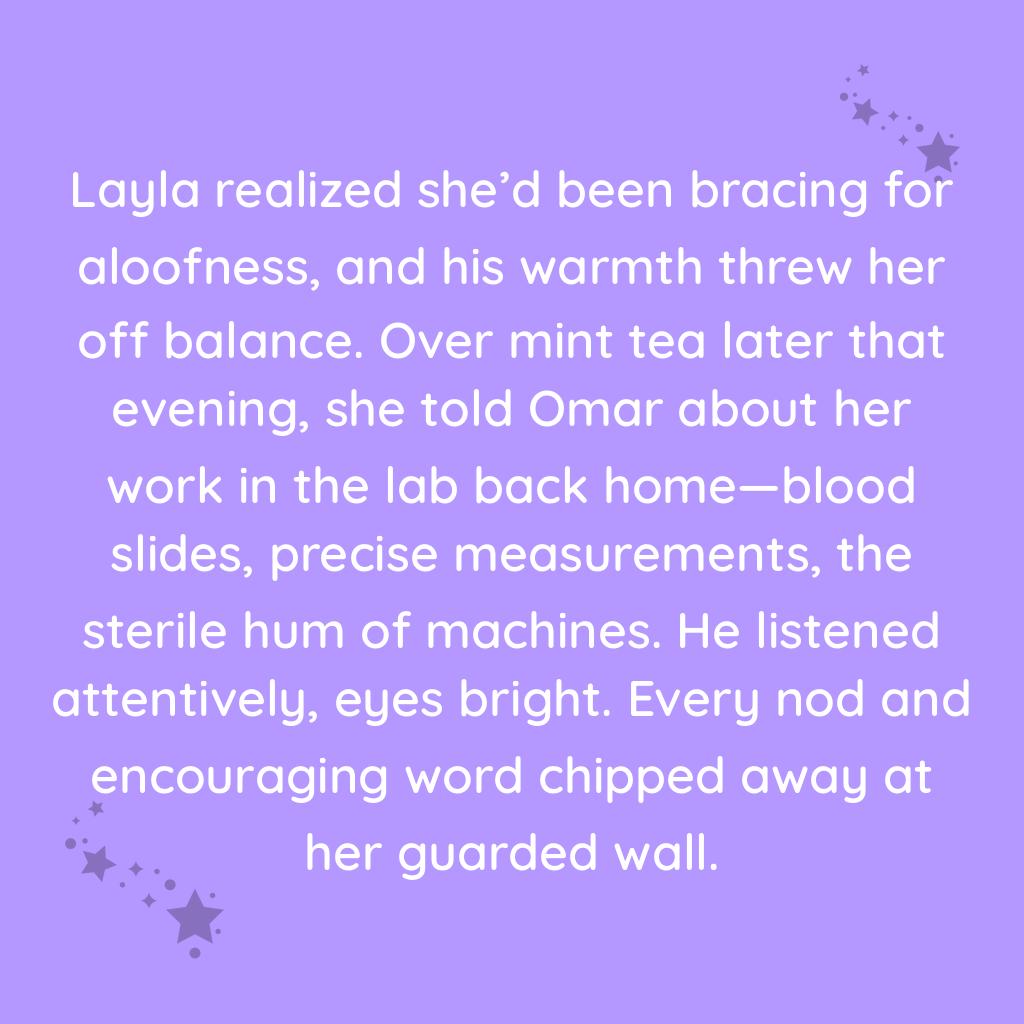 Layla realized she’d been bracing for
aloofness, and his warmth threw her
off balance. Over mint tea later that
evening, she told Omar about her
work in the lab back home—blood
slides, precise measurements, the
sterile hum of machines. He listened
attentively, eyes bright. Every nod and
encouraging word chipped away at
her guarded wall.